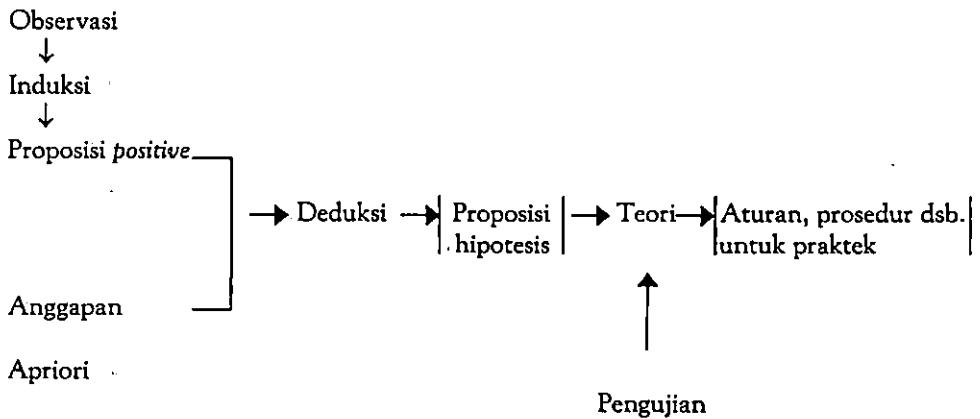 Observasi
Induksi
Proposisi positive
Deduksi
Proposisi
hipotesis
Teori
Aturan, prosedur dsb.
untuk praktek
Anggapan
Apriori
Pengujian